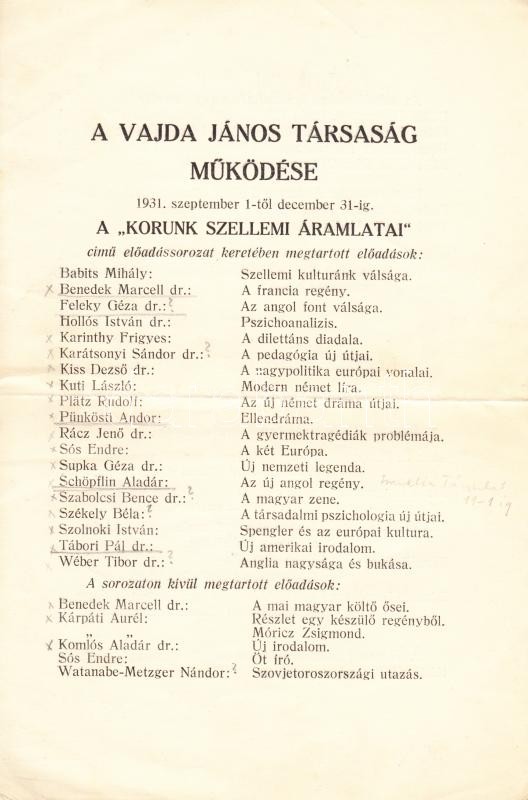 A VAJDA JÁNOS TÁRSASÁG
MŰKÖDÉSE
1931. szeptember 1-től december 31-ig.
A „KORUNK SZELLEMI ÁRAMLATAI“
című előadássorozat keretében megtartott előadások:
Babits Mihály: Szellemi kulturánk válsága.
x Benedek Marcell dr.: A francia regény.
Feleky Géza dr.: ? Az angol font válsága.
Hollós István dr.: Pszichoanalizis.
x Karinthy Frigyes: A dilettáns diadala.
x Karátsonyi Sándor dr.: ? A pedagógia új útjai.
x Kiss Dezső dr.: A nagypolitika európai vonalai.
x Kuti László: Modern német líra.
x Plätz Rudolf: Az új német dráma útjai.
x Pünkösti Andor: Ellendráma.
x Rácz Jenő dr.: A gyermektragédiák problémája.
x Sós Endre: A két Európa.
x Supka Géza dr.: Új nemzeti legenda.
x Schöpflin Aladár: Az új angol regény.
x Szabolcsi Bence dr.: ? A magyar zene.
x Székely Béla: ? A társadalmi pszichologia új útjai.
x Szolnoki István: Spengler és az európai kultura.
x Tábori Pál dr.: Új amerikai irodalom.
x Wéber Tibor dr.: ? Anglia nagysága és bukása.
A sorozaton kivül megtartott előadások:
x Benedek Marcell dr.: A mai magyar költő ősei.
x Kárpáti Aurél: Részlet egy készülő regényből.
„ „ Móricz Zsigmond.
x Komlós Aladár dr.: Új irodalom.
Sós Endre: Öt író.
Watanabe-Metzger Nándor: ? Szovjetoroszországi utazás.